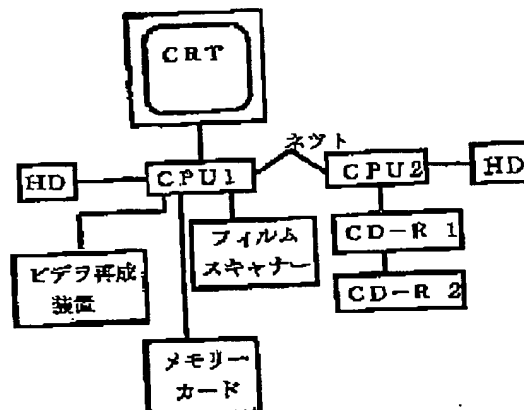 CRT
ネット
HD
CPU1
CPU2
HD
フィルム
スキャナー
CD-R 1
ビデヲ再成
装置
CD-R 2
メモリー
カード